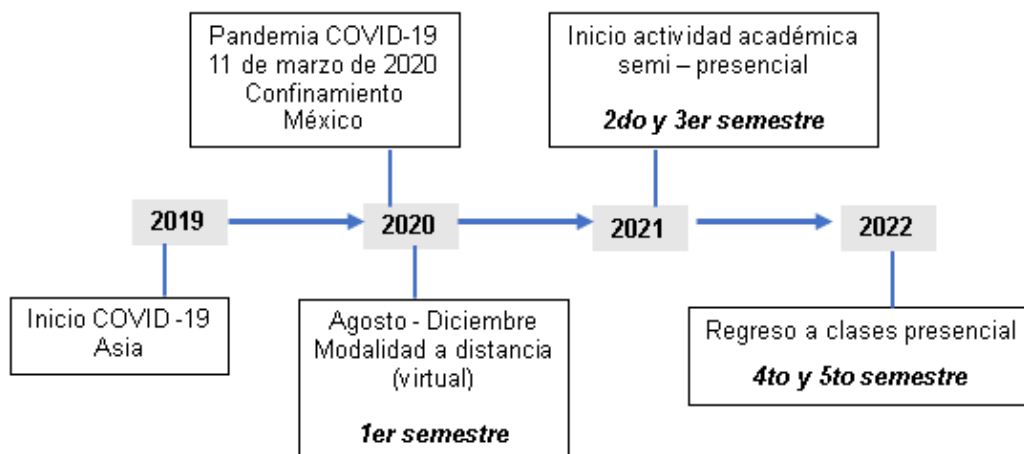 Pandemia COVID-19
11 de marzo de 2020
Confinamiento
México
Inicio actividad académica
semi – presencial
2do y 3er semestre
2019
2020
2021
2022
Inicio COVID -19
Asia
Agosto - Diciembre
Modalidad a distancia
(virtual)
1er semestre
Regreso a clases presencial
4to y 5to semestre